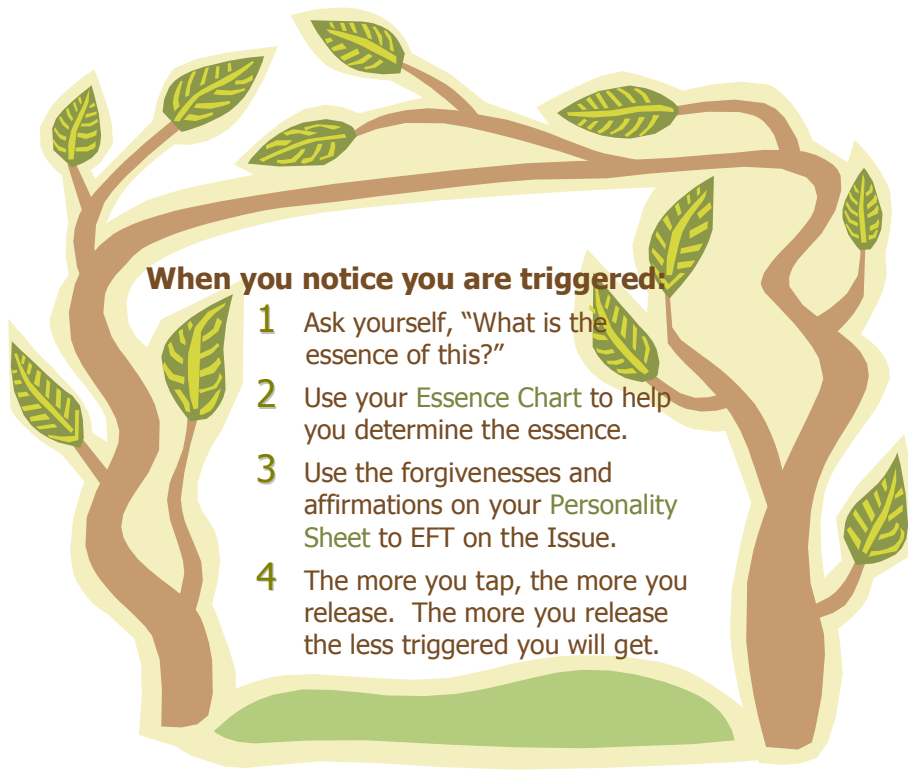 When you notice you are triggered:
1 Ask yourself, “What is the
essence of this?”
2 Use your Essence Chart to help
you determine the essence.
3 Use the forgivenesses and
affirmations on your Personality
Sheet to EFT on the Issue.
4 The more you tap, the more you
release.  The more you release
the less triggered you will get.